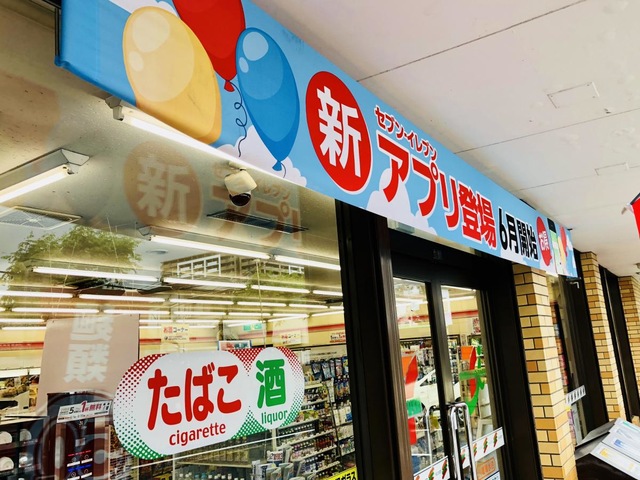 新
セブン‐イレブン
アプリ登場 6月開始
たばこ
cigarette
酒
liquor